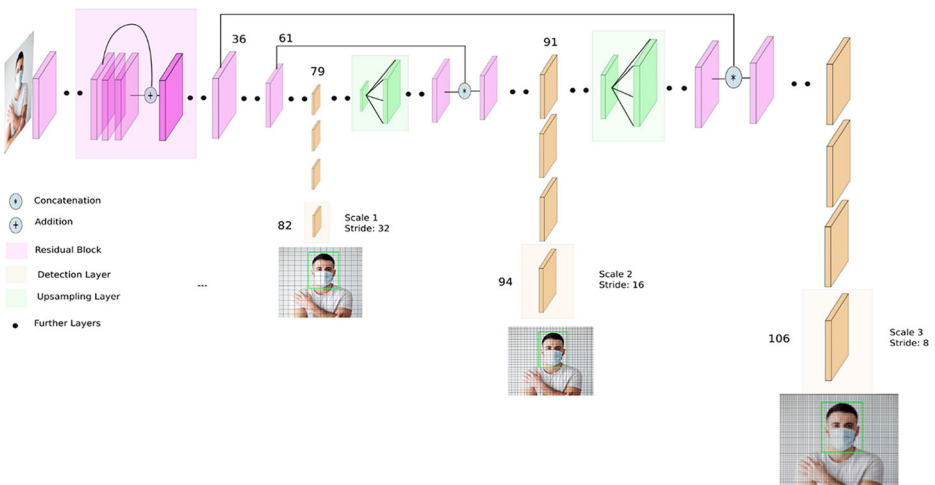 36
61
79
91
Concatenation
Addition
Residual Block
Detection Layer
Upsampling Layer
Further Layers
---
82
Scale 1
Stride: 32
94
Scale 2
Stride: 16
106
Scale 3
Stride: 8